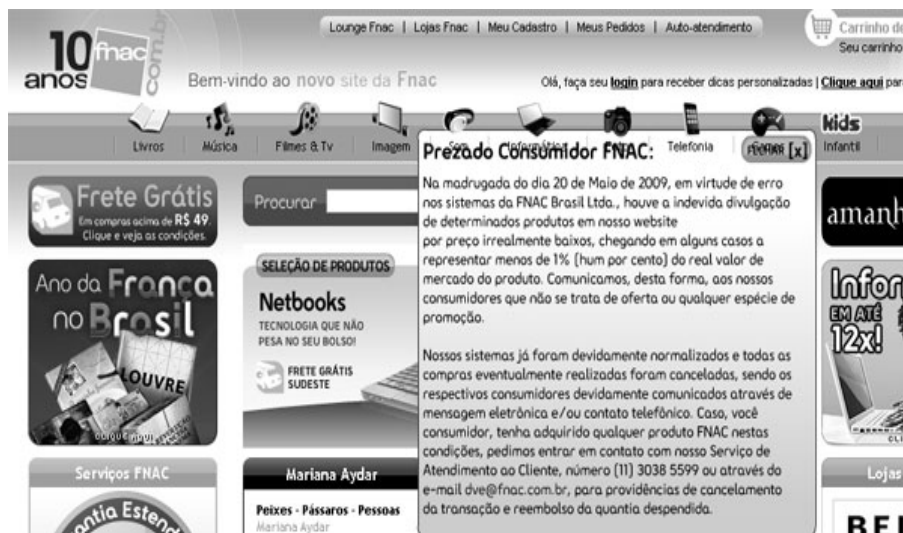 Lounge Fnac | Lojas Fnac | Meu Cadastro | Meus Pedidos | Auto-atendimento
Carrinho de
Seu carrinho
10 anos
fnac
com.br
Bem-vindo ao novo site da Fnac
Olá, faça seu login para receber dicas personalizadas | Clique aqui par
Livros
Música
Filmes & Tv
Imagem
Som
Informática
Telefonia
Games
kids
Infantil
Frete Grátis
Em compras acima de R$ 49.
Clique e veja as condições.
Procurar
Ano da França
no Brasil
LOUVRE
CLIQUE AQUI
SELEÇÃO DE PRODUTOS
Netbooks
TECNOLOGIA QUE NÃO
PESA NO SEU BOLSO!
FRETE GRÁTIS
SUDESTE
Prezado Consumidor FNAC:
FECHAR [x]
Na madrugada do dia 20 de Maio de 2009, em virtude de erro
nos sistemas da FNAC Brasil Ltda., houve a indevida divulgação
de determinados produtos em nosso website
por preço irrealmente baixos, chegando em alguns casos a
representar menos de 1% (hum por cento) do real valor de
mercado do produto. Comunicamos, desta forma, aos nossos
consumidores que não se trata de oferta ou qualquer espécie de
promoção.
Nossos sistemas já foram devidamente normalizados e todas as
compras eventualmente realizadas foram canceladas, sendo os
respectivos consumidores devidamente comunicados através de
mensagem eletrônica e/ou contato telefônico. Caso, você
consumidor, tenha adquirido qualquer produto FNAC nestas
condições, pedimos entrar em contato com nosso Serviço de
Atendimento ao Cliente, número (11) 3038 5599 ou através do
e-mail dve@fnac.com.br, para providências de cancelamento
da transação e reembolso da quantia despendida.
amanh
Infor
EM ATÉ
12x!
CLI
Serviços FNAC
antia Esten
Mariana Aydar
Peixes - Pássaros - Pessoas
Mariana Aydar
Lojas
BEI